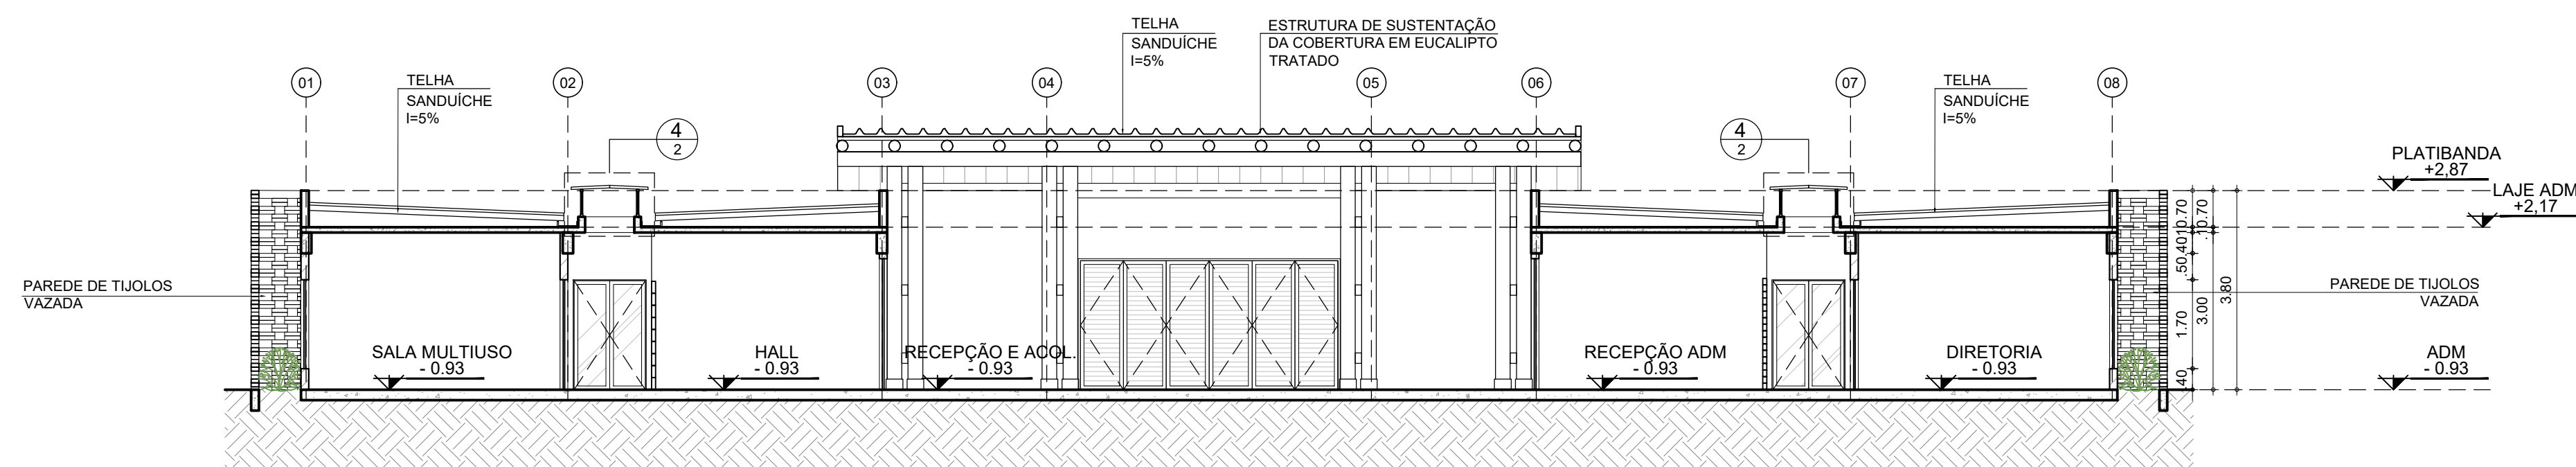 TELHA
SANDUÍCHE
I=5%
ESTRUTURA DE SUSTENTAÇÃO
DA COBERTURA EM EUCALIPTO
TRATADO
TELHA
SANDUÍCHE
I=5%
TELHA
SANDUÍCHE
I=5%
01
02
03
04
05
06
07
08
4
2
4
2
PLATIBANDA
+2,87
LAJE ADM
+2,17
PAREDE DE TIJOLOS
VAZADA
PAREDE DE TIJOLOS
VAZADA
SALA MULTIUSO
- 0.93
HALL
- 0.93
RECEPÇÃO E ACOL.
- 0.93
RECEPÇÃO ADM
- 0.93
DIRETORIA
- 0.93
ADM
- 0.93
.40
1.70
.50
.40
.10
.70
3.00
.10
.70
3.80